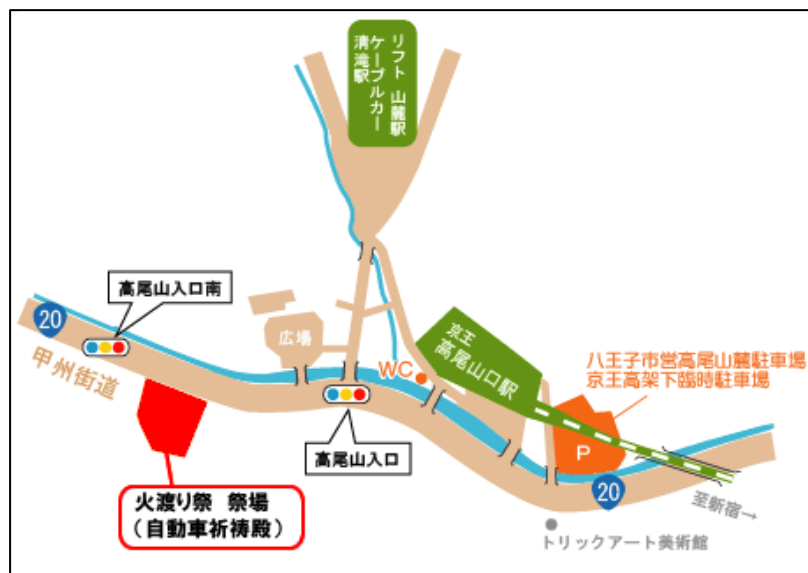 リフト 山麓駅
ケーブルカー
清滝駅
高尾山入口南
20
甲州街道
広場
WC
京王
高尾山口駅
八王子市営高尾山麓駐車場
京王高架下臨時駐車場
P
高尾山入口
20
至新宿→
火渡り祭 祭場
(自動車祈祷殿)
トリックアート美術館